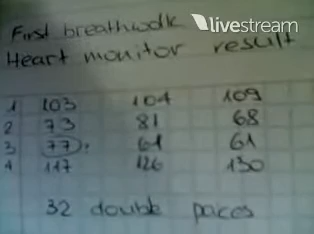 livestream
First breathwalk
Heart monitor result
1 103 104 109
2 73 81 68
3 77 61 61
4 117 126 130
32 double paces